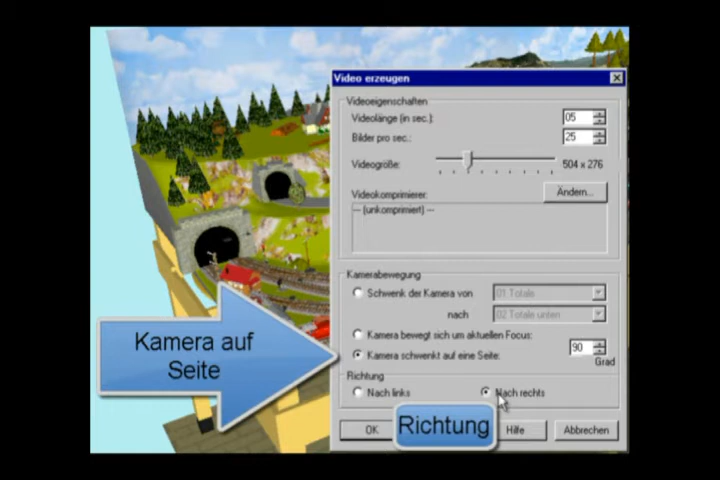 Video erzeugen
Videoeigenschaften
Videolänge (in sec.): 05
Bilder pro sec.: 25
Videogröße: 504 x 276
Videokomprimierer: Ändern...
--- (unkomprimiert) ---
Kamerabewegung
Schwenk der Kamera von 01 Totale
nach 02 Totale unten
Kamera bewegt sich um aktuellen Focus:
Kamera schwenkt auf eine Seite: 90
Grad
Richtung
Nach links Nach rechts
OK Hilfe Abbrechen
Kamera auf
Seite
Richtung